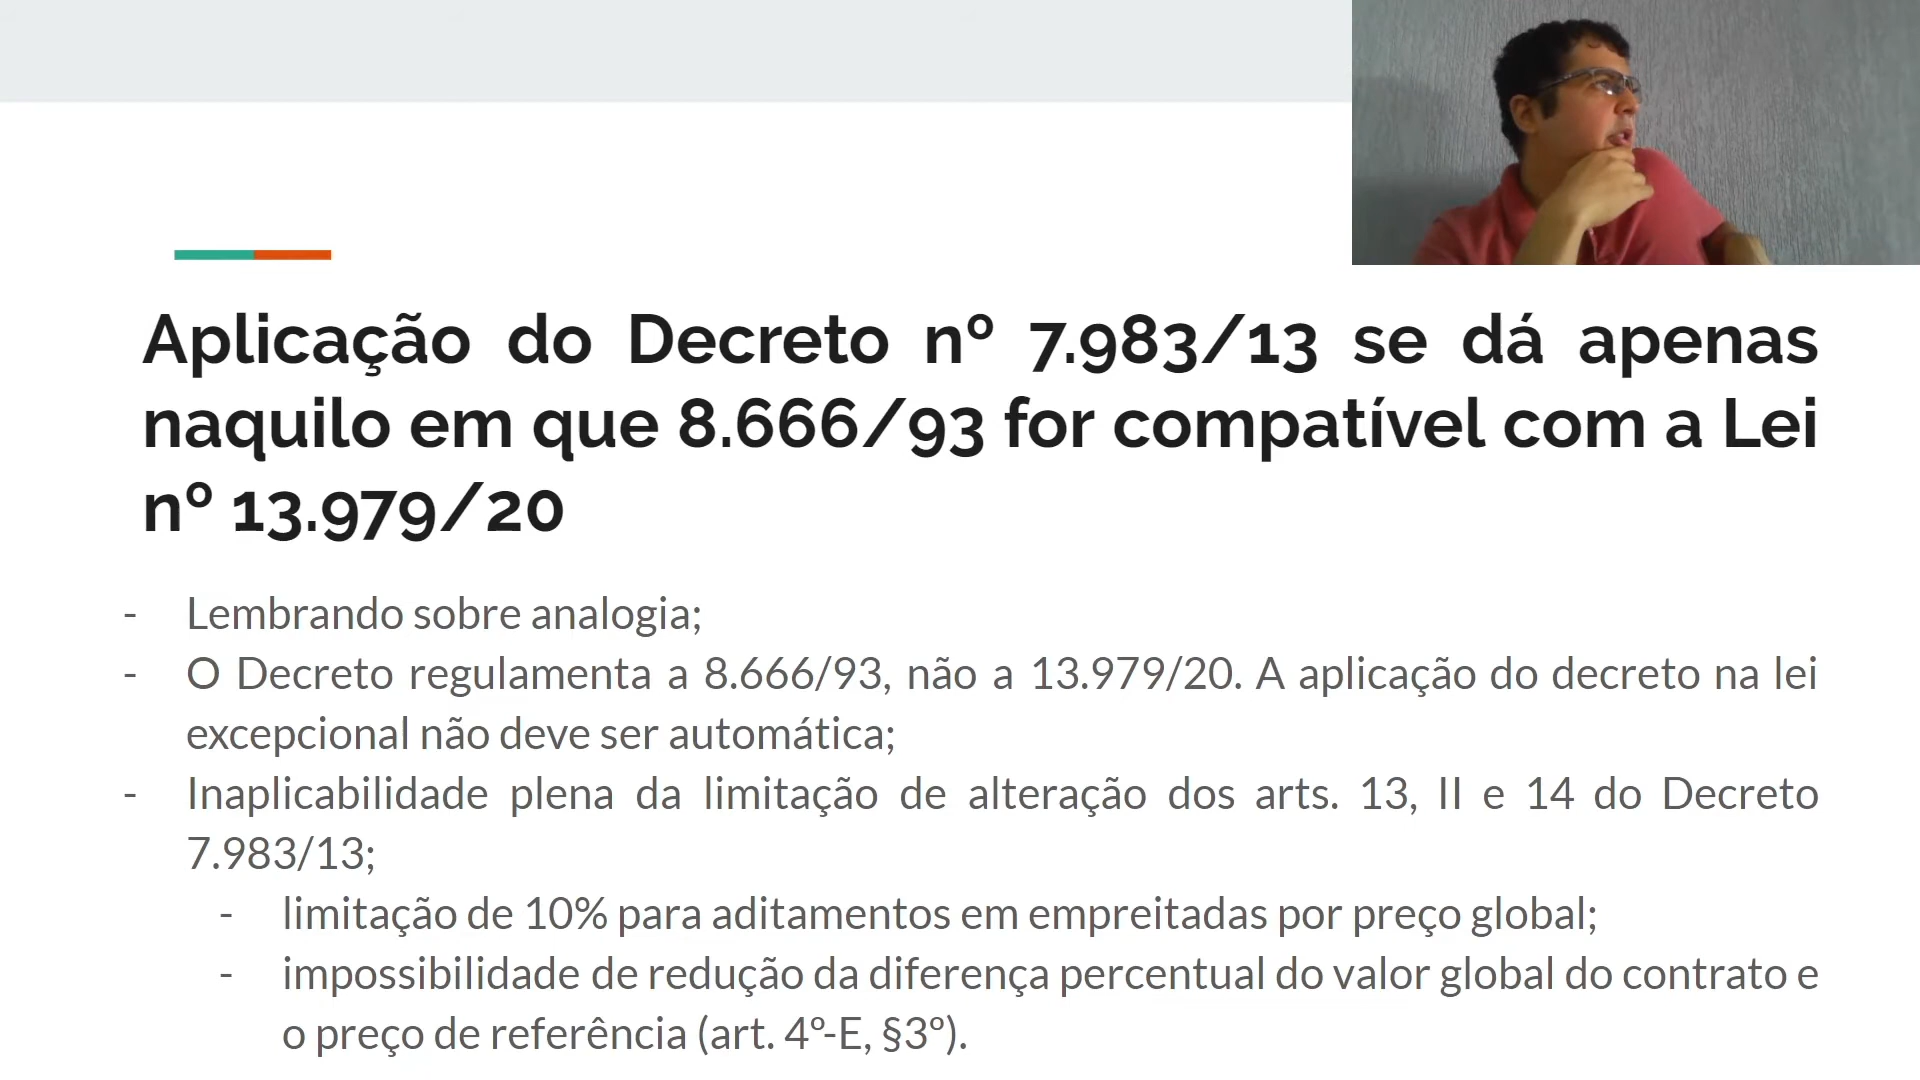 Aplicação do Decreto nº 7.983/13 se dá apenas
naquilo em que 8.666/93 for compatível com a Lei
nº 13.979/20
- Lembrando sobre analogia;
- O Decreto regulamenta a 8.666/93, não a 13.979/20. A aplicação do decreto na lei
excepcional não deve ser automática;
- Inaplicabilidade plena da limitação de alteração dos arts. 13, II e 14 do Decreto
7.983/13;
- limitação de 10% para aditamentos em empreitadas por preço global;
- impossibilidade de redução da diferença percentual do valor global do contrato e
o preço de referência (art. 4º-E, §3º).